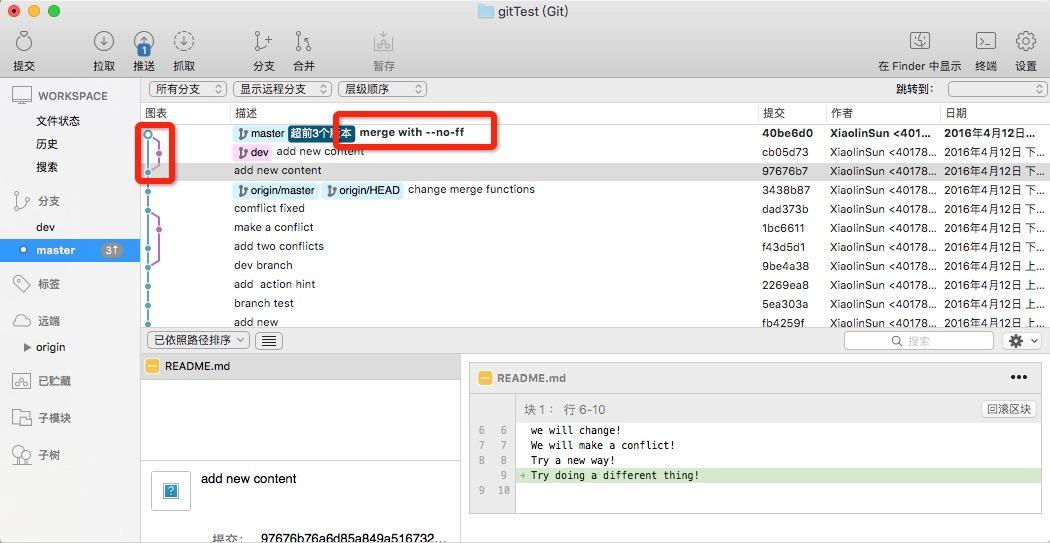 gitTest (Git)
提交 拉取 推送 抓取 分支 合并 暂存 在 Finder 中显示 终端 设置
1
所有分支 显示远程分支 层级顺序 跳转到：
WORKSPACE
文件状态
历史
搜索
分支
dev
master 3↑
标签
远端
origin
已贮藏
子模块
子树
图表 描述 提交 作者 日期
master 超前3个版本 merge with --no-ff 40be6d0 XiaolinSun <401... 2016年4月12日...
dev add new content cb05d73 XiaolinSun <40178... 2016年4月12日 下...
add new content 97676b7 XiaolinSun <40178... 2016年4月12日 下...
origin/master origin/HEAD change merge functions 3438b87 XiaolinSun <40178... 2016年4月12日 下...
comflict fixed dad373b XiaolinSun <40178... 2016年4月12日 下...
make a conflict 1bc6611 XiaolinSun <40178... 2016年4月12日 下...
add two conflicts f43d5d1 XiaolinSun <40178... 2016年4月12日 下...
dev branch 9be4a38 XiaolinSun <40178... 2016年4月12日 上...
add action hint 2269ea8 XiaolinSun <40178... 2016年4月12日 上...
branch test 5ea303a XiaolinSun <40178... 2016年4月12日 上...
add new fb4259f XiaolinSun <40178... 2016年4月12日 上...
已依照路径排序 搜索
README.md
add new content
提交： 97676b76a6d85a849a516732...
README.md
块 1： 行 6-10 回滚区块
6 6 we will change!
7 7 We will make a conflict!
8 8 Try a new way!
9 + Try doing a different thing!
9 10